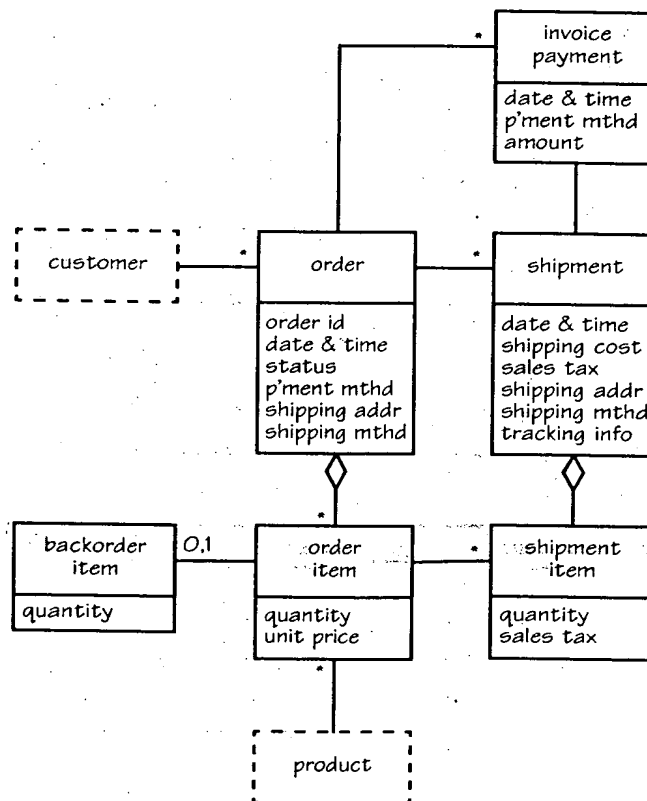 *
invoice
payment
date & time
p'ment mthd
amount
customer
*
order
*
shipment
order id
date & time
status
p'ment mthd
shipping addr
shipping mthd
date & time
shipping cost
sales tax
shipping addr
shipping mthd
tracking info
*
backorder
item
quantity
0,1
order
item
quantity
unit price
*
shipment
item
quantity
sales tax
*
product